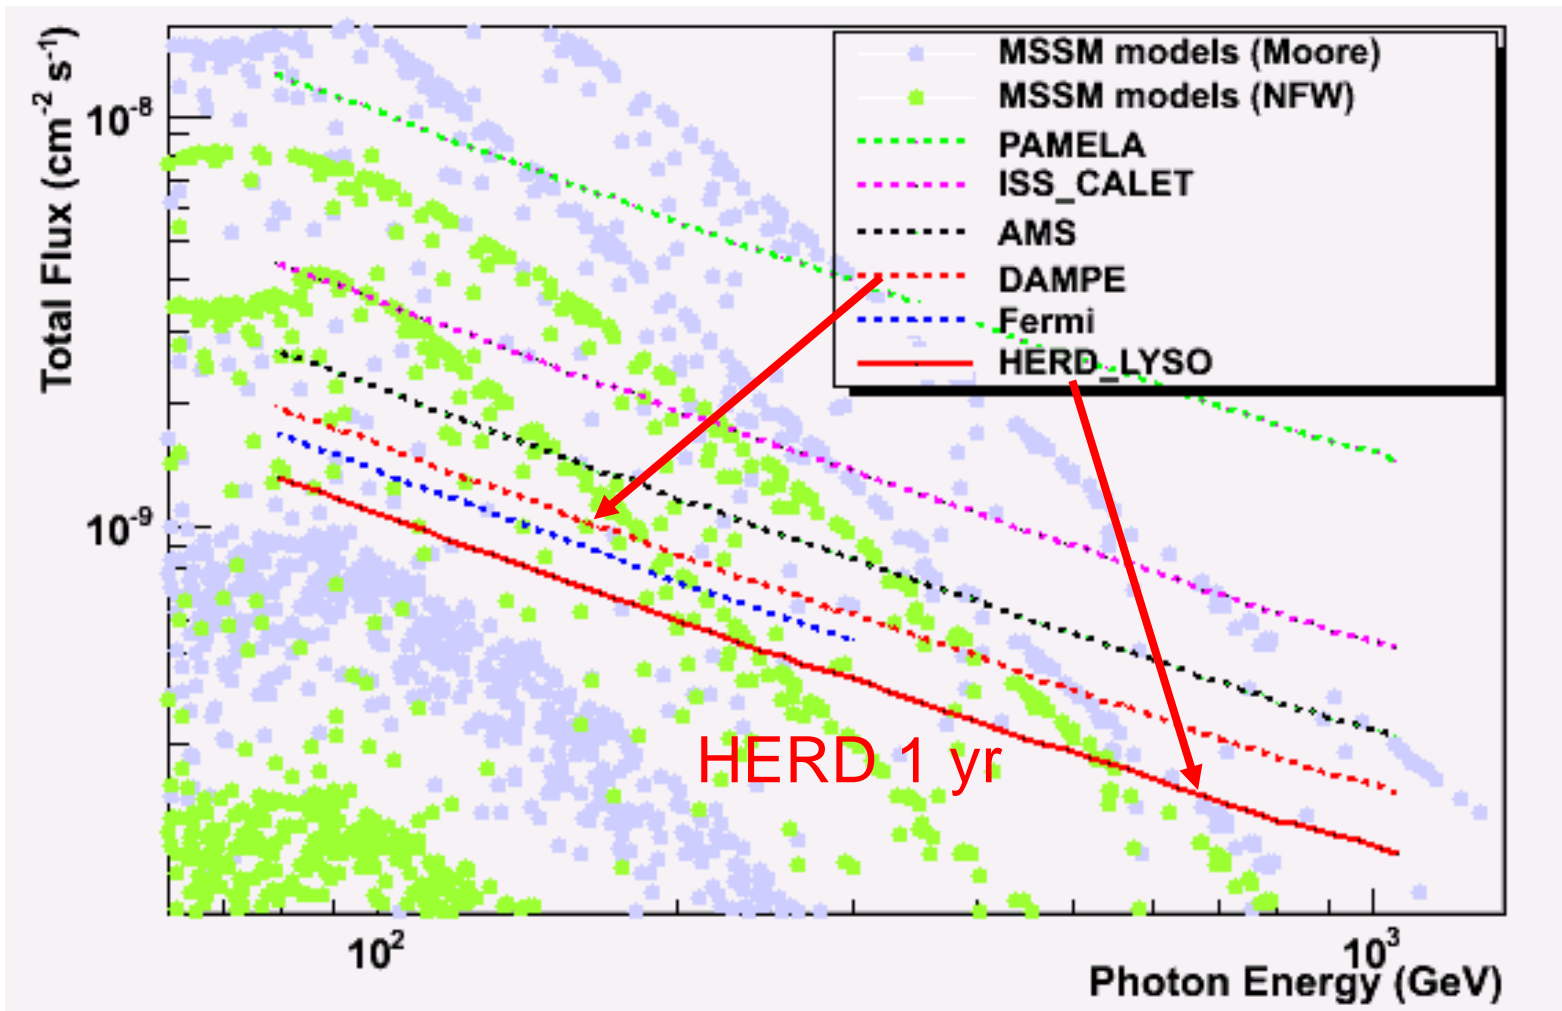 Total Flux (cm-2 s-1)
10-8
10-9
MSSM models (Moore)
MSSM models (NFW)
PAMELA
ISS_CALET
AMS
DAMPE
Fermi
HERD_LYSO
HERD 1 yr
102
103
Photon Energy (GeV)